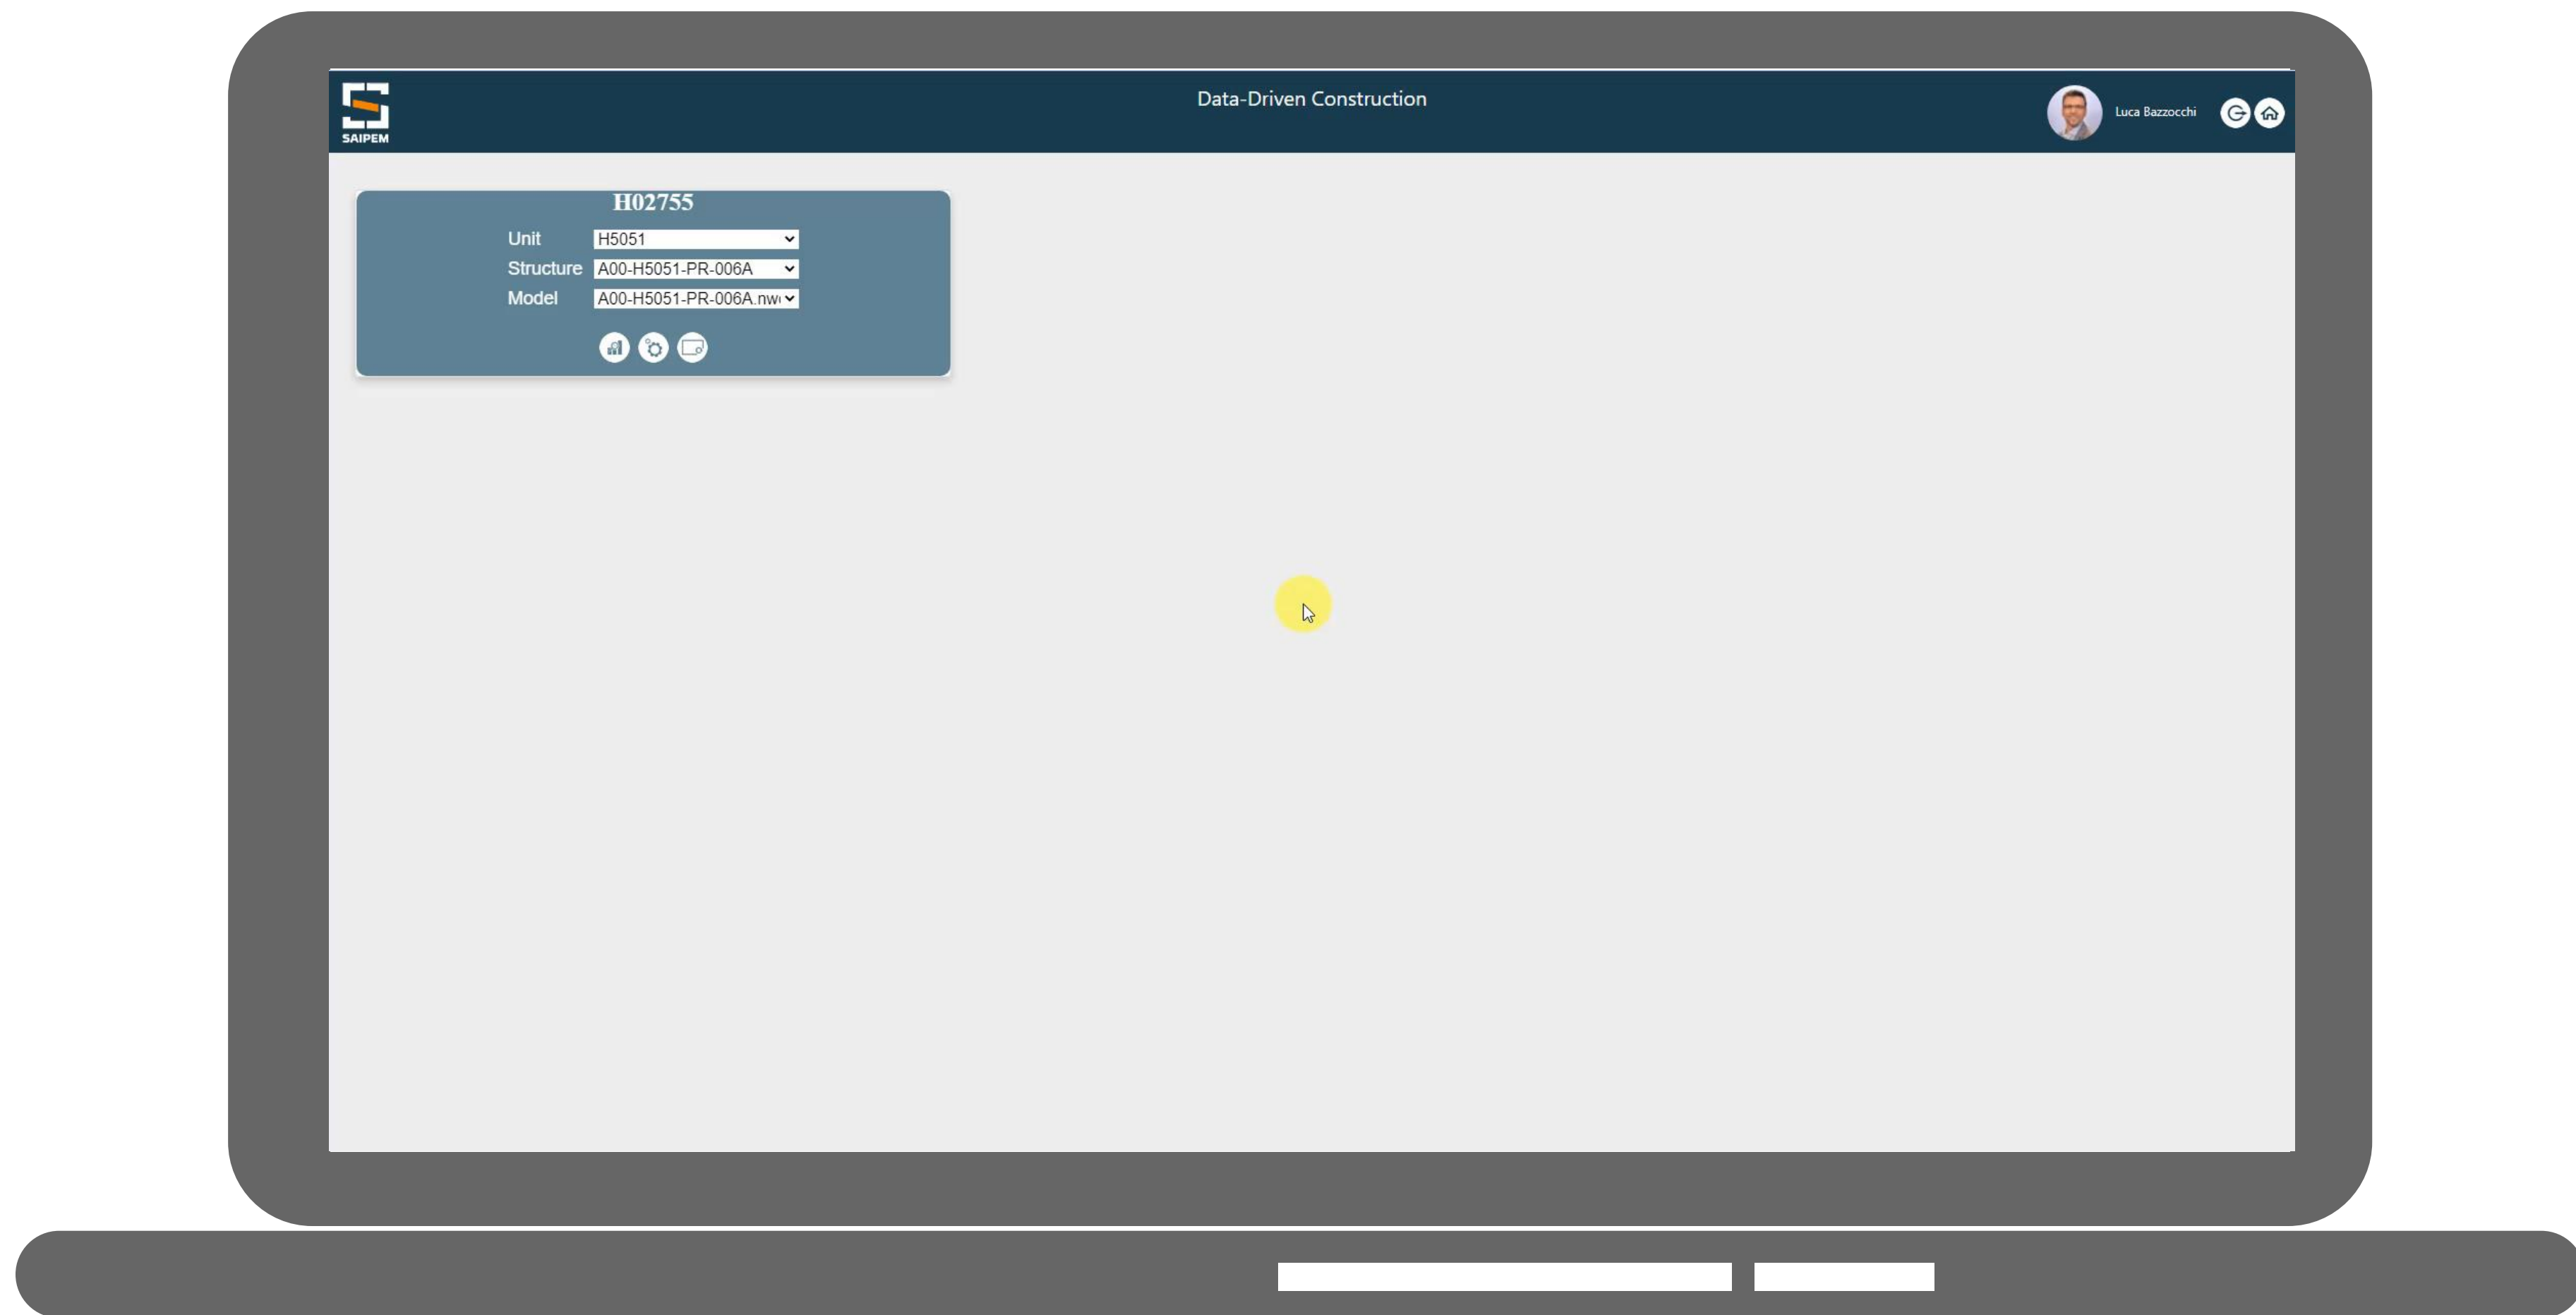 SAIPEM
Data-Driven Construction
Luca Bazzocchi
H02755
Unit H5051
Structure A00-H5051-PR-006A
Model A00-H5051-PR-006A.nw